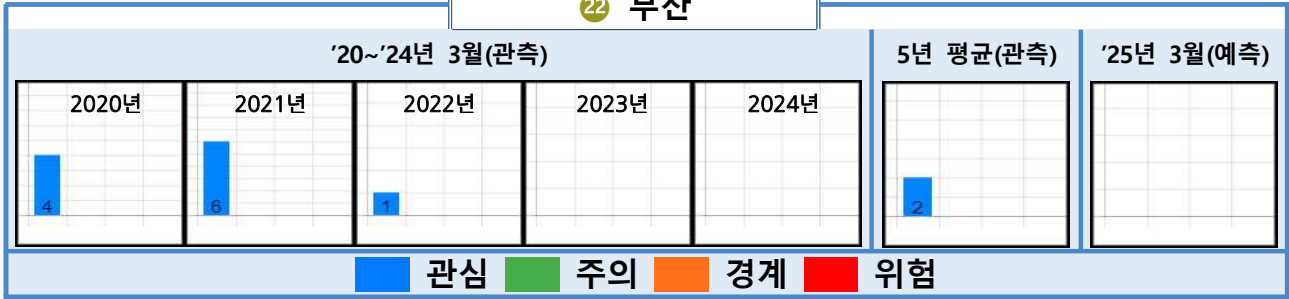 22 부산
’20~’24년 3월(관측) 5년 평균(관측) ’25년 3월(예측)
2020년 2021년 2022년 2023년 2024년
4 6 1 2
관심 주의 경계 위험